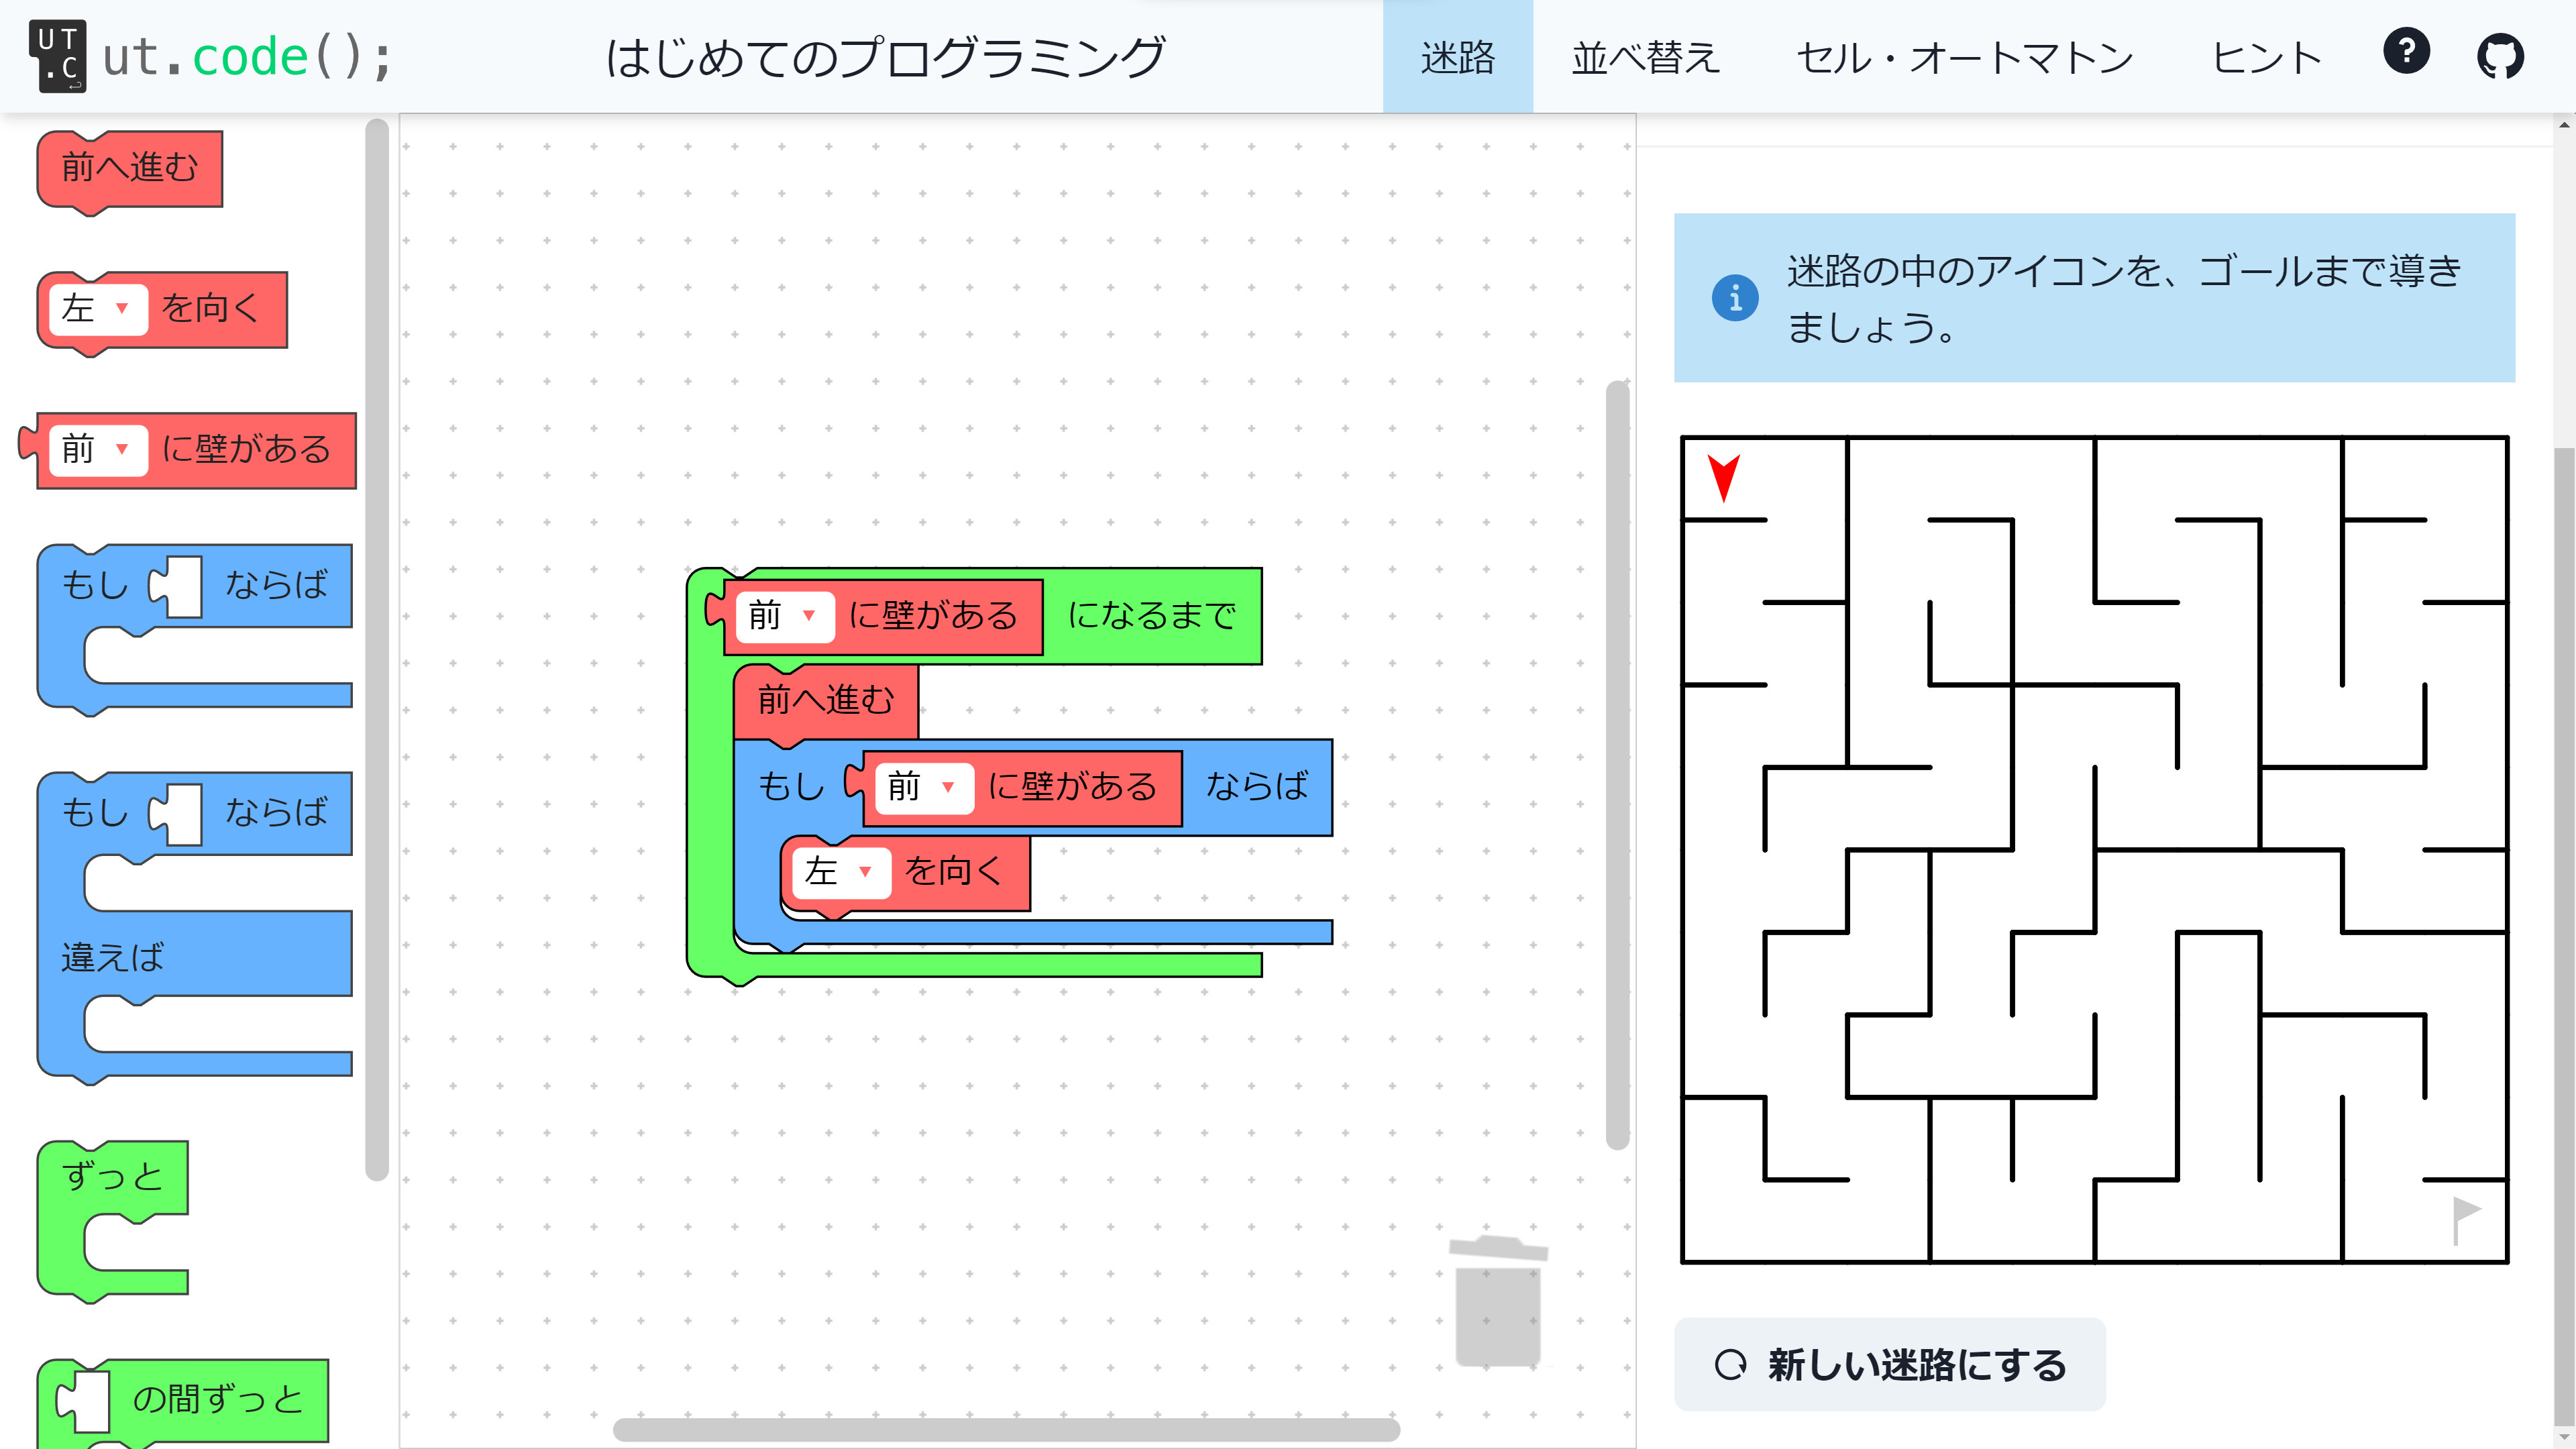 UT
.C
ut.code();
はじめてのプログラミング
迷路
並べ替え
セル・オートマトン
ヒント
?
前へ進む
左 ▼ を向く
前 ▼ に壁がある
もし ならば
もし ならば
違えば
ずっと
の間ずっと
前 ▼ に壁がある になるまで
前へ進む
もし 前 ▼ に壁がある ならば
左 ▼ を向く
迷路の中のアイコンを、ゴールまで導き
ましょう。
新しい迷路にする